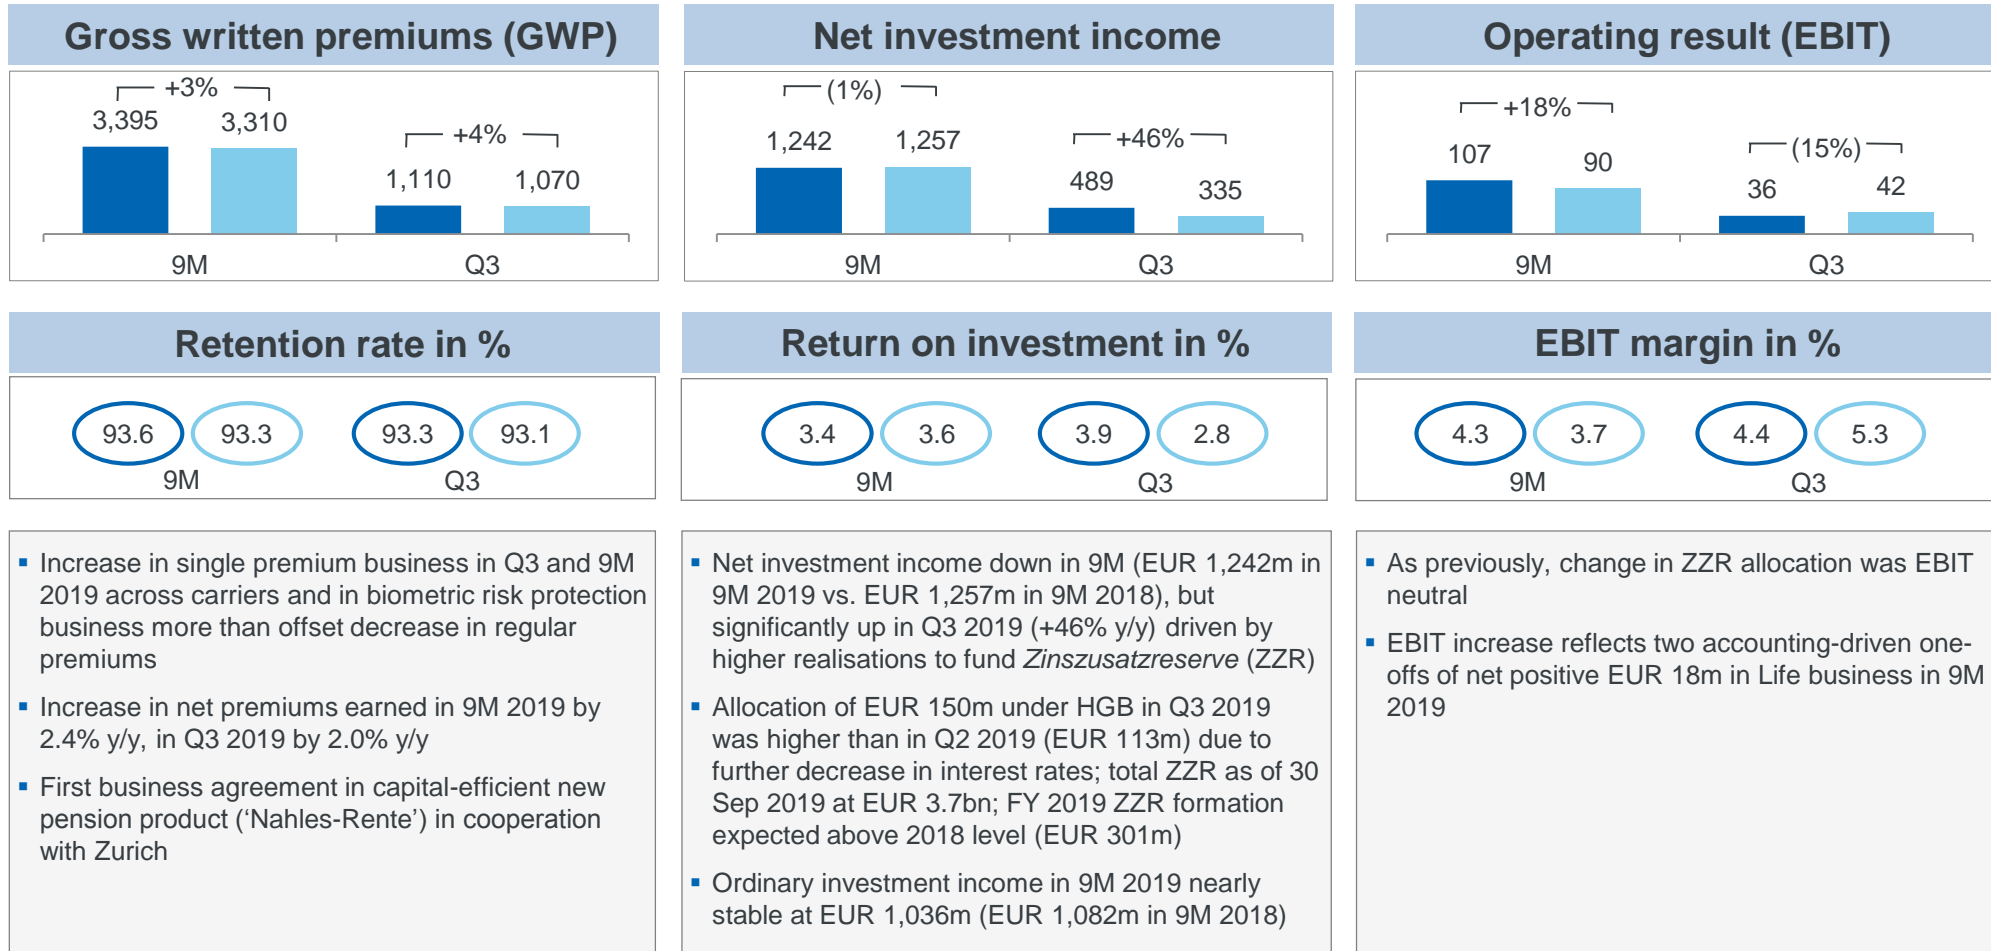 Gross written premiums (GWP)
+3%
3,395
3,310
+4%
1,110
1,070
9M
Q3
Net investment income
(1%)
1,242
1,257
+46%
489
335
9M
Q3
Operating result (EBIT)
+18%
107
90
(15%)
36
42
9M
Q3
Retention rate in %
93.6
93.3
93.3
93.1
9M
Q3
Return on investment in %
3.4
3.6
3.9
2.8
9M
Q3
EBIT margin in %
4.3
3.7
4.4
5.3
9M
Q3
▪ Increase in single premium business in Q3 and 9M
2019 across carriers and in biometric risk protection
business more than offset decrease in regular
premiums
▪ Increase in net premiums earned in 9M 2019 by
2.4% y/y, in Q3 2019 by 2.0% y/y
▪ First business agreement in capital-efficient new
pension product (‘Nahles-Rente’) in cooperation
with Zurich
▪ Net investment income down in 9M (EUR 1,242m in
9M 2019 vs. EUR 1,257m in 9M 2018), but
significantly up in Q3 2019 (+46% y/y) driven by
higher realisations to fund Zinszusatzreserve (ZZR)
▪ Allocation of EUR 150m under HGB in Q3 2019
was higher than in Q2 2019 (EUR 113m) due to
further decrease in interest rates; total ZZR as of 30
Sep 2019 at EUR 3.7bn; FY 2019 ZZR formation
expected above 2018 level (EUR 301m)
▪ Ordinary investment income in 9M 2019 nearly
stable at EUR 1,036m (EUR 1,082m in 9M 2018)
▪ As previously, change in ZZR allocation was EBIT
neutral
▪ EBIT increase reflects two accounting-driven one-
offs of net positive EUR 18m in Life business in 9M
2019